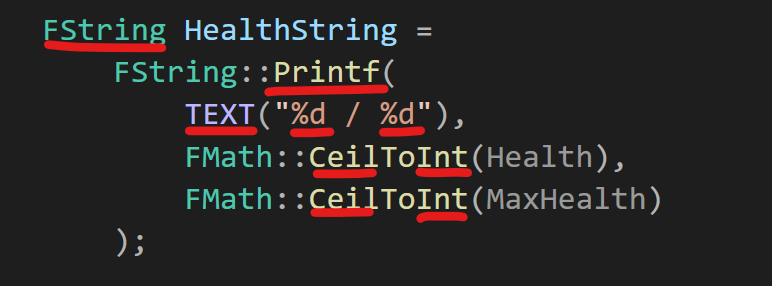 FString HealthString =
FString::Printf(
TEXT("%d / %d"),
FMath::CeilToInt(Health),
FMath::CeilToInt(MaxHealth)
);